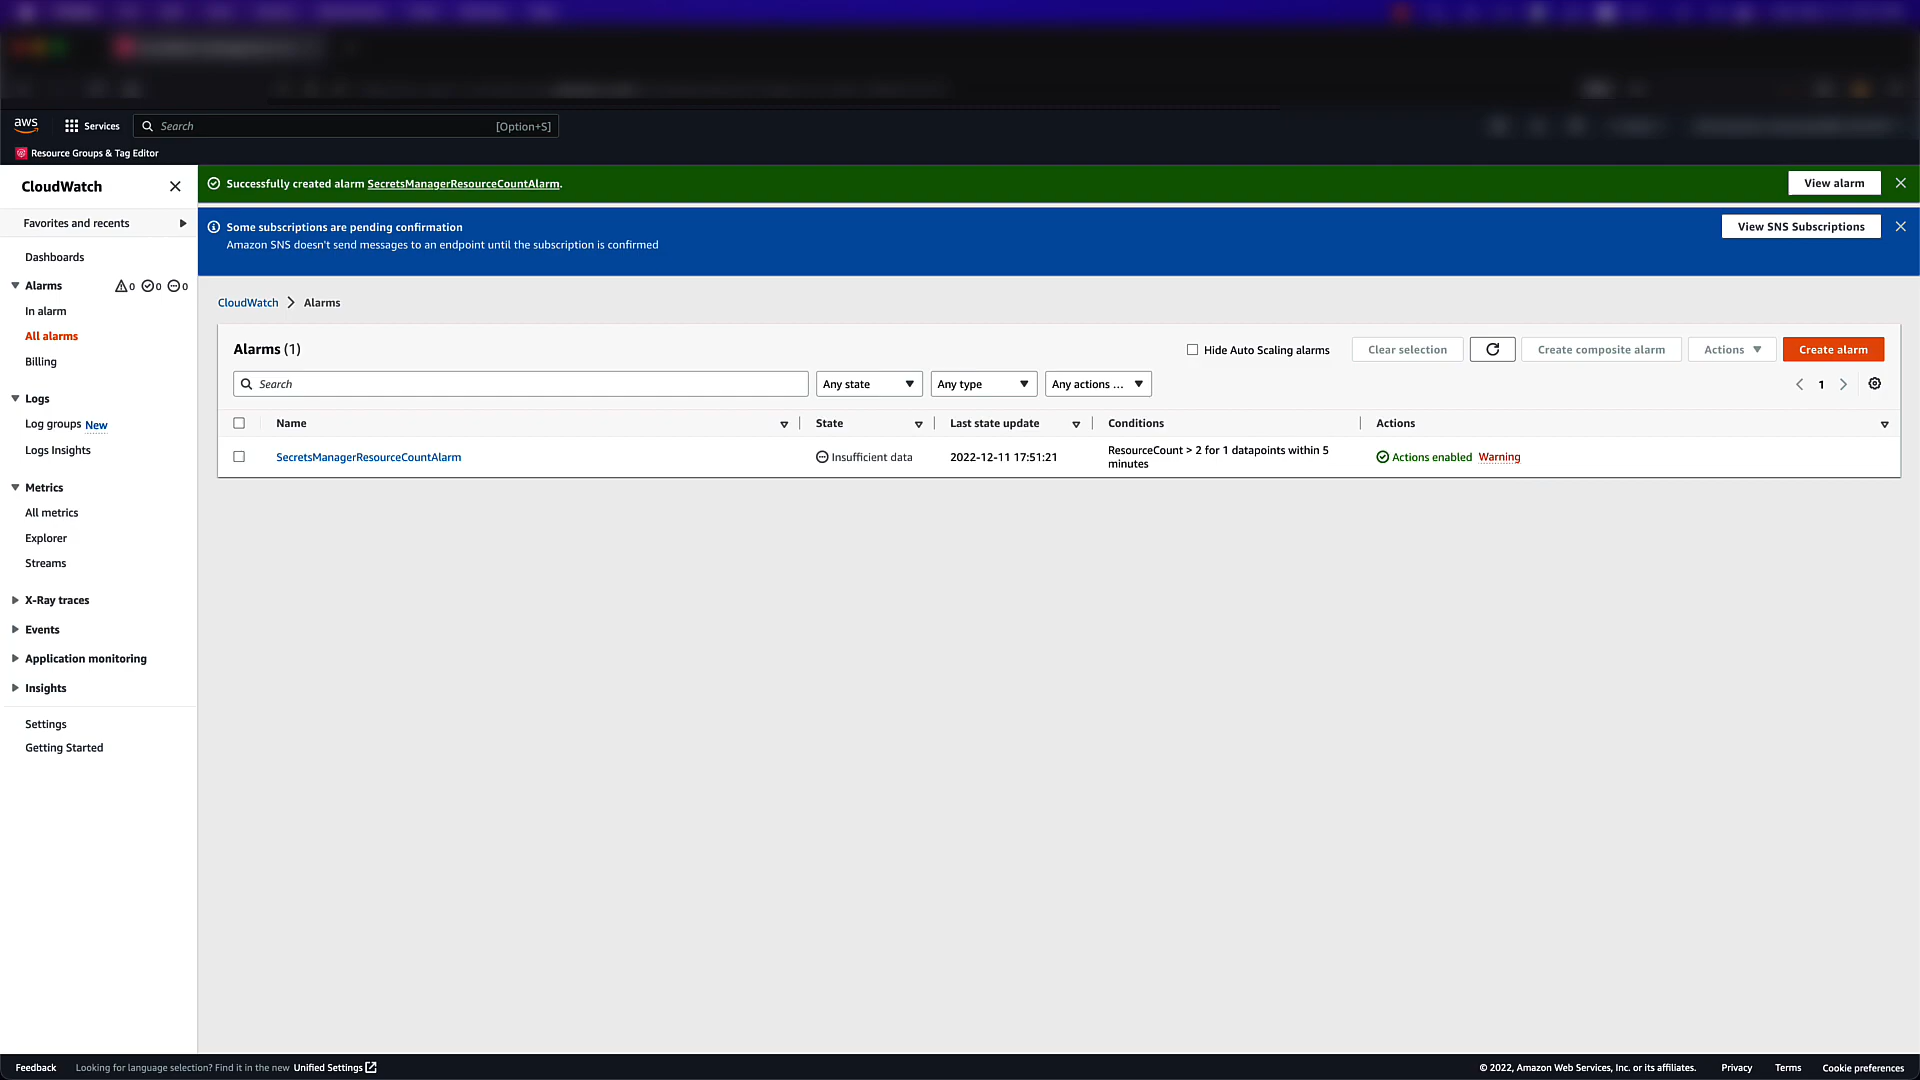 aws
Services
Search
[Option+S]
Resource Groups & Tag Editor
CloudWatch
Favorites and recents
Dashboards
Alarms
0
0
0
In alarm
All alarms
Billing
Logs
Log groups New
Logs Insights
Metrics
All metrics
Explorer
Streams
X-Ray traces
Events
Application monitoring
Insights
Settings
Getting Started
Successfully created alarm SecretsManagerResourceCountAlarm.
View alarm
Some subscriptions are pending confirmation
Amazon SNS doesn't send messages to an endpoint until the subscription is confirmed
View SNS Subscriptions
CloudWatch
Alarms
Alarms (1)
Hide Auto Scaling alarms
Clear selection
Create composite alarm
Actions
Create alarm
Search
Any state
Any type
Any actions ...
1
Name
State
Last state update
Conditions
Actions
SecretsManagerResourceCountAlarm
Insufficient data
2022-12-11 17:51:21
ResourceCount > 2 for 1 datapoints within 5
minutes
Actions enabled Warning
Feedback
Looking for language selection? Find it in the new Unified Settings
© 2022, Amazon Web Services, Inc. or its affiliates.
Privacy
Terms
Cookie preferences